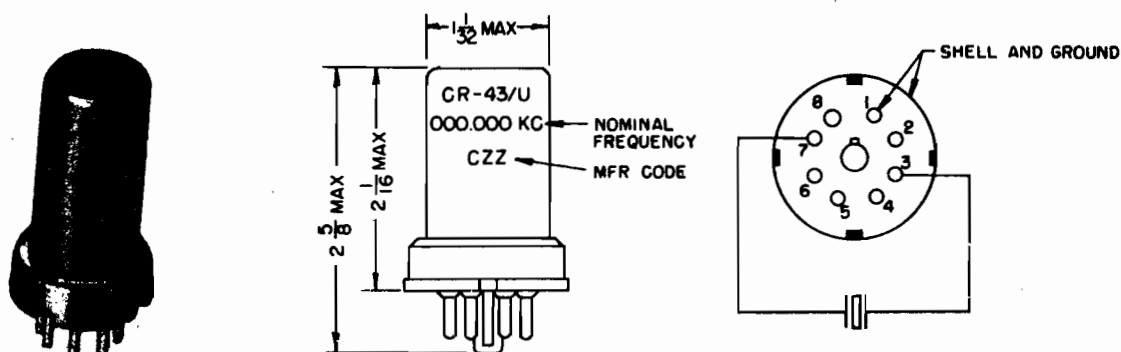 1 1/32 MAX
CR-43/U
000.000 KC
NOMINAL
FREQUENCY
CZZ
MFR CODE
2 5/8 MAX
2 1/16 MAX
SHELL AND GROUND
8
1
7
2
6
3
5
4